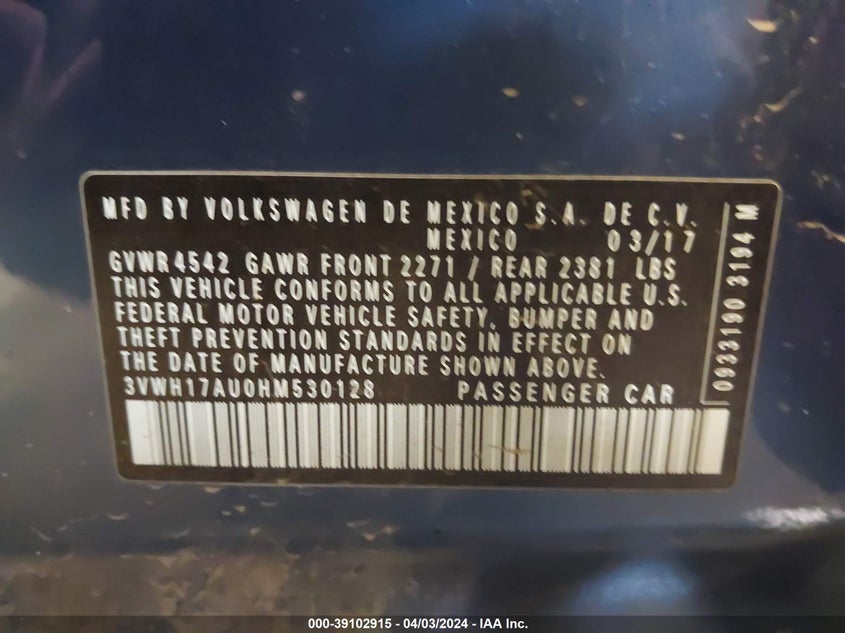 MFD BY VOLKSWAGEN DE MEXICO S.A. DE C.V.
MEXICO 03/17
GVWR 4542 GAWR FRONT 2271 / REAR 2381 LBS
THIS VEHICLE CONFORMS TO ALL APPLICABLE U.S.
FEDERAL MOTOR VEHICLE SAFETY, BUMPER AND
THEFT PREVENTION STANDARDS IN EFFECT ON
THE DATE OF MANUFACTURE SHOWN ABOVE.
3VWH17AU0HM530128 PASSENGER CAR
0933190 3194 M
000-39102915 - 04/03/2024 - IAA Inc.